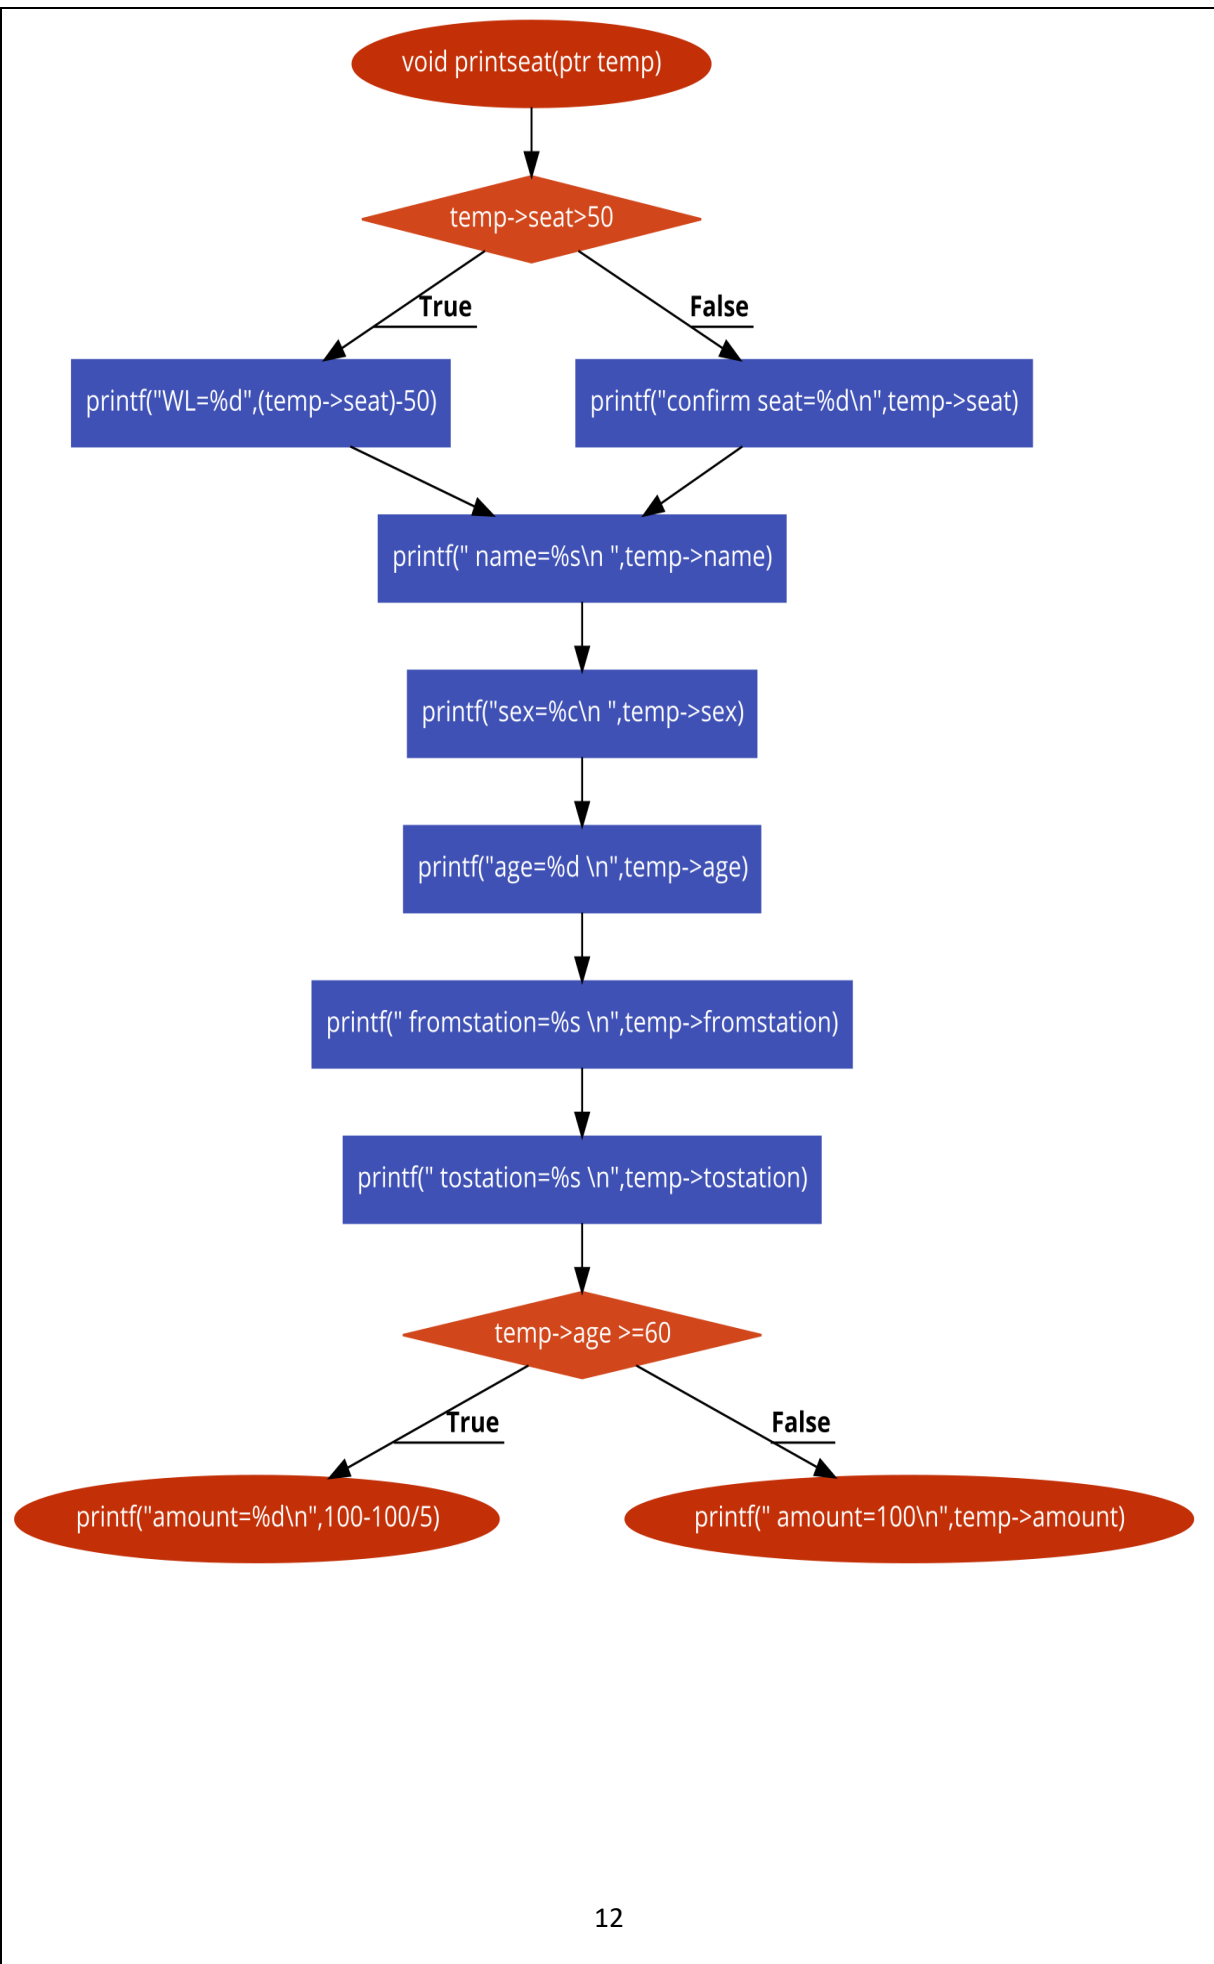 void printseat(ptr temp)
temp->seat>50
True
False
printf("WL=%d",(temp->seat)-50)
printf("confirm seat=%d\n",temp->seat)
printf(" name=%s\n ",temp->name)
printf("sex=%c\n ",temp->sex)
printf("age=%d \n",temp->age)
printf(" fromstation=%s \n",temp->fromstation)
printf(" tostation=%s \n",temp->tostation)
temp->age >=60
True
False
printf("amount=%d\n",100-100/5)
printf(" amount=100\n",temp->amount)
12